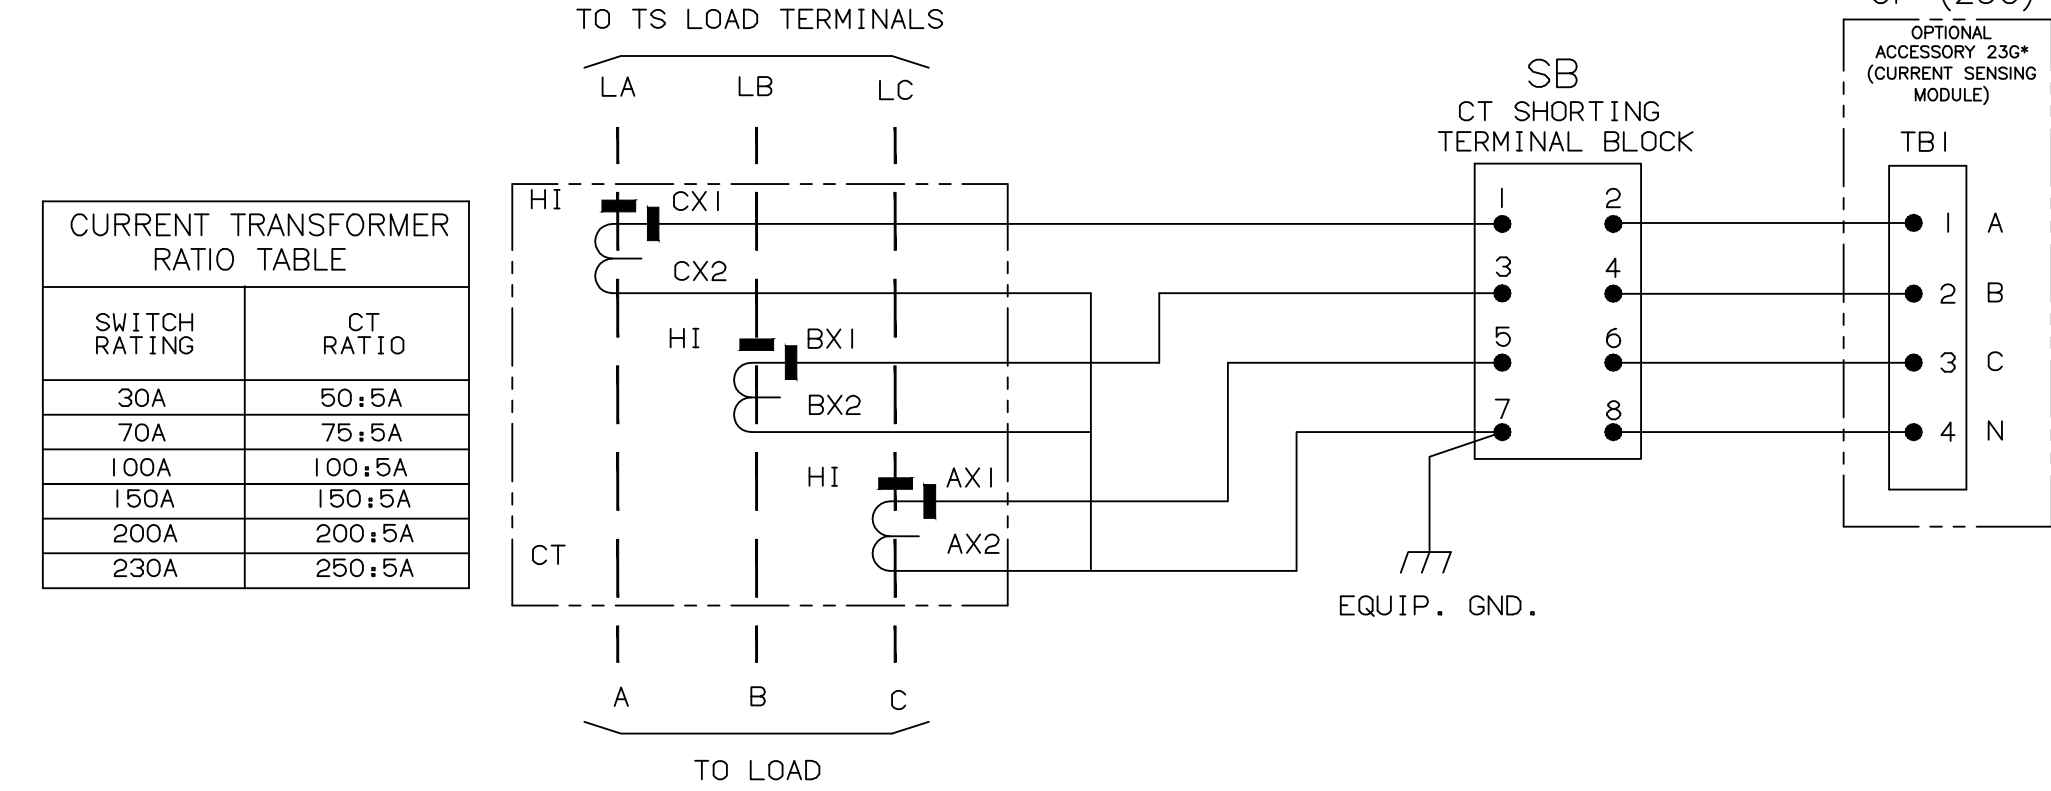 TO TS LOAD TERMINALS
LA LB LC
CURRENT TRANSFORMER
RATIO TABLE
SWITCH
RATING
CT
RATIO
30A 50:5A
70A 75:5A
100A 100:5A
150A 150:5A
200A 200:5A
230A 250:5A
HI CX1
CX2
HI BX1
BX2
HI AX1
AX2
CT
A B C
TO LOAD
SB
CT SHORTING
TERMINAL BLOCK
1 2
3 4
5 6
7 8
EQUIP. GND.
OPTIONAL
ACCESSORY 23G*
(CURRENT SENSING
MODULE)
TB1
1 A
2 B
3 C
4 N